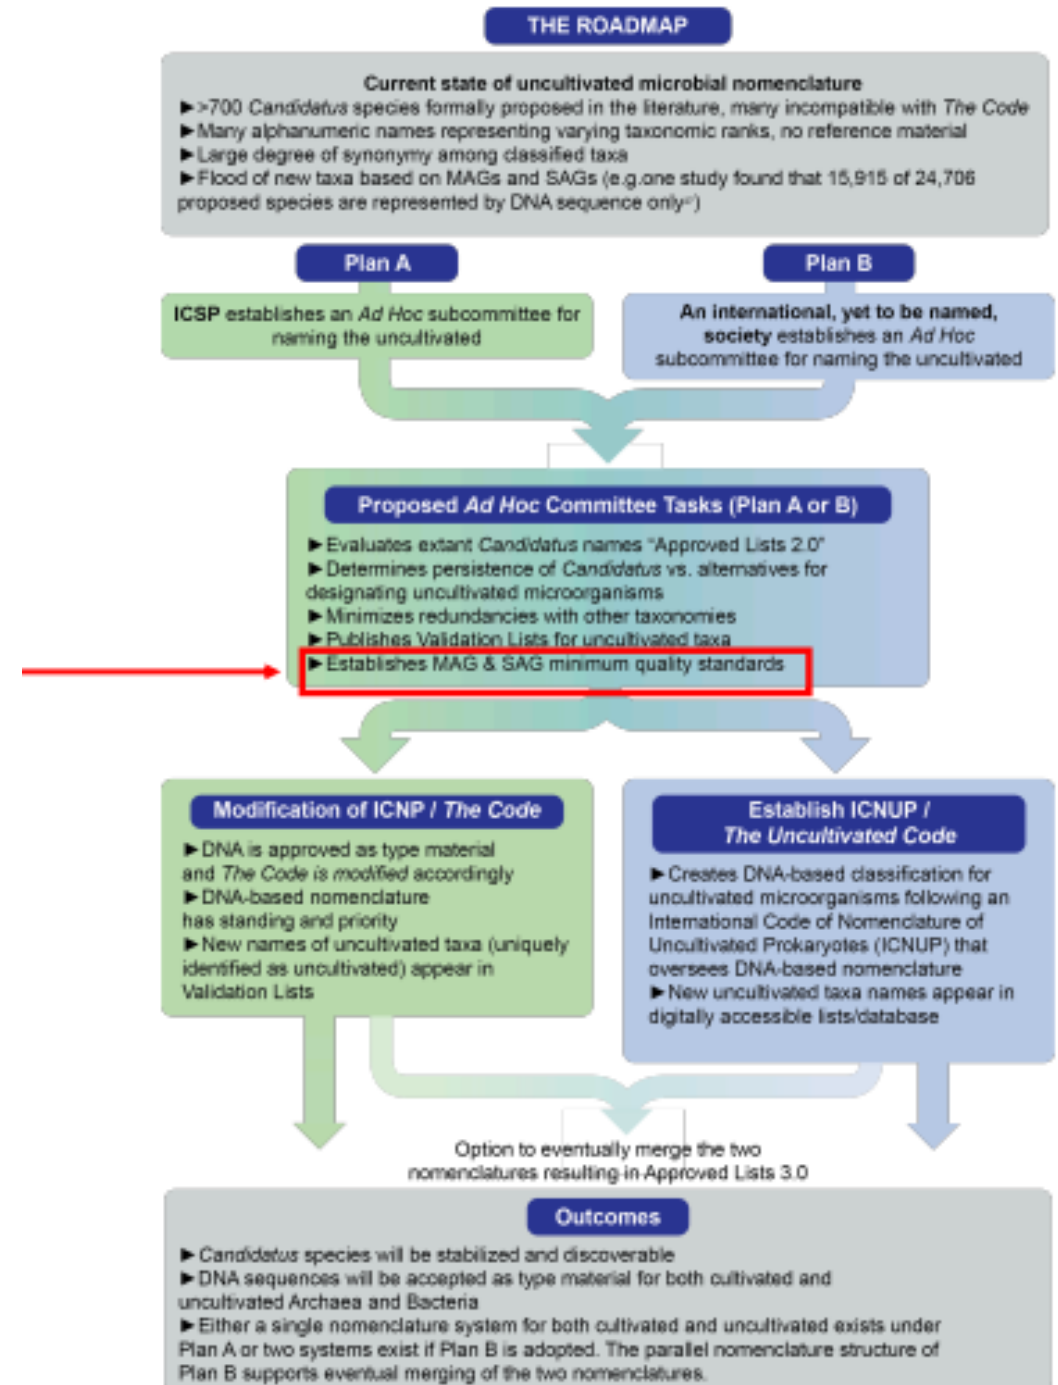 THE ROADMAP
Current state of uncultivated microbial nomenclature
►>700 Candidatus species formally proposed in the literature, many incompatible with The Code
►Many alphanumeric names representing varying taxonomic ranks, no reference material
►Large degree of synonymy among classified taxa
►Flood of new taxa based on MAGs and SAGs (e.g.one study found that 15,915 of 24,706
proposed species are represented by DNA sequence only)
Plan A
Plan B
ICSP establishes an Ad Hoc subcommittee for
naming the uncultivated
An international, yet to be named,
society establishes an Ad Hoc
subcommittee for naming the uncultivated
Proposed Ad Hoc Committee Tasks (Plan A or B)
►Evaluates extant Candidatus names “Approved Lists 2.0”
►Determines persistence of Candidatus vs. alternatives for
designating uncultivated microorganisms
►Minimizes redundancies with other taxonomies
►Publishes Validation Lists for uncultivated taxa
►Establishes MAG & SAG minimum quality standards
Modification of ICNP / The Code
►DNA is approved as type material
and The Code is modified accordingly
►DNA-based nomenclature
has standing and priority
►New names of uncultivated taxa (uniquely
identified as uncultivated) appear in
Validation Lists
Establish ICNUP /
The Uncultivated Code
►Creates DNA-based classification for
uncultivated microorganisms following an
International Code of Nomenclature of
Uncultivated Prokaryotes (ICNUP) that
oversees DNA-based nomenclature
►New uncultivated taxa names appear in
digitally accessible lists/database
Option to eventually merge the two
nomenclatures resulting in Approved Lists 3.0
Outcomes
►Candidatus species will be stabilized and discoverable
►DNA sequences will be accepted as type material for both cultivated and
uncultivated Archaea and Bacteria
►Either a single nomenclature system for both cultivated and uncultivated exists under
Plan A or two systems exist if Plan B is adopted. The parallel nomenclature structure of
Plan B supports eventual merging of the two nomenclatures.